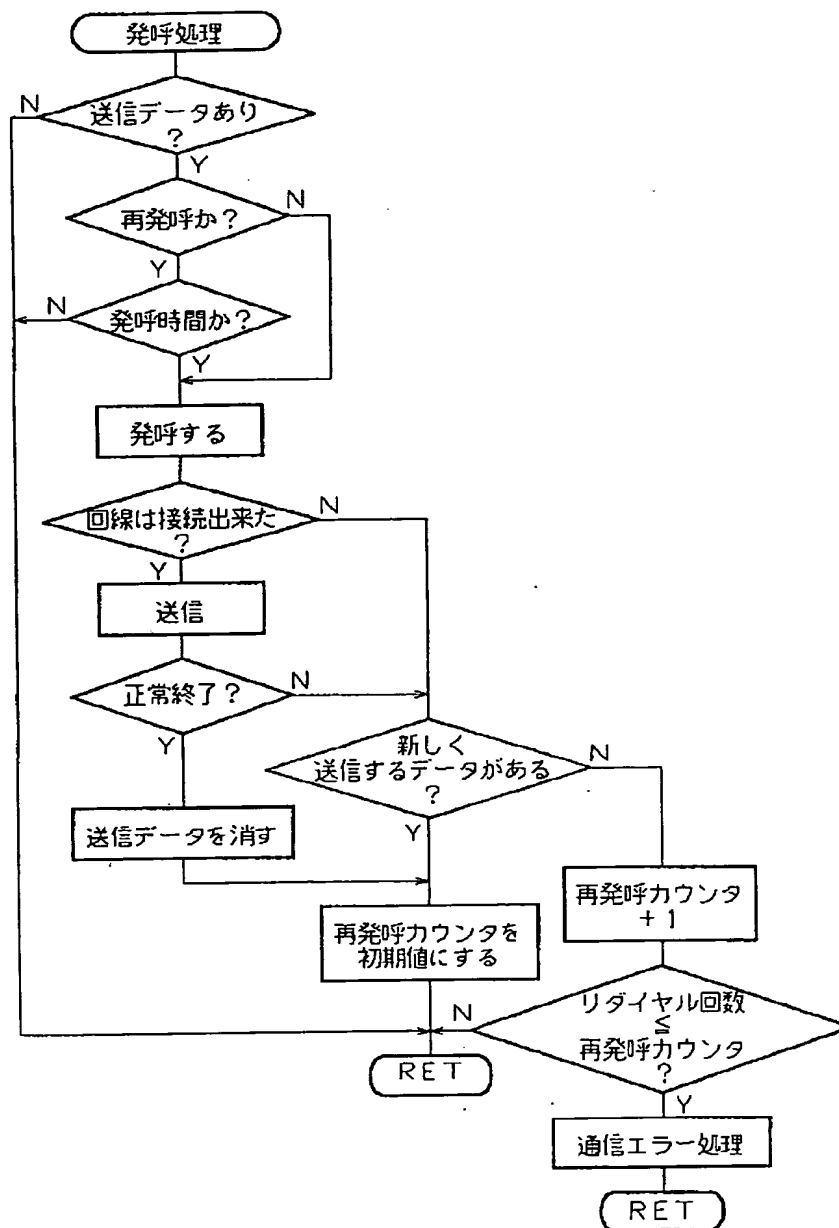 発呼処理
N
送信データあり
?
Y
再発呼か?
N
Y
N
発呼時間か?
Y
発呼する
回線は接続出来た
?
N
Y
送信
正常終了?
N
Y
新しく
送信するデータがある
?
N
Y
送信データを消す
再発呼カウンタを
初期値にする
再発呼カウンタ
+1
N
リダイヤル回数
≦
再発呼カウンタ
?
Y
RET
通信エラー処理
RET